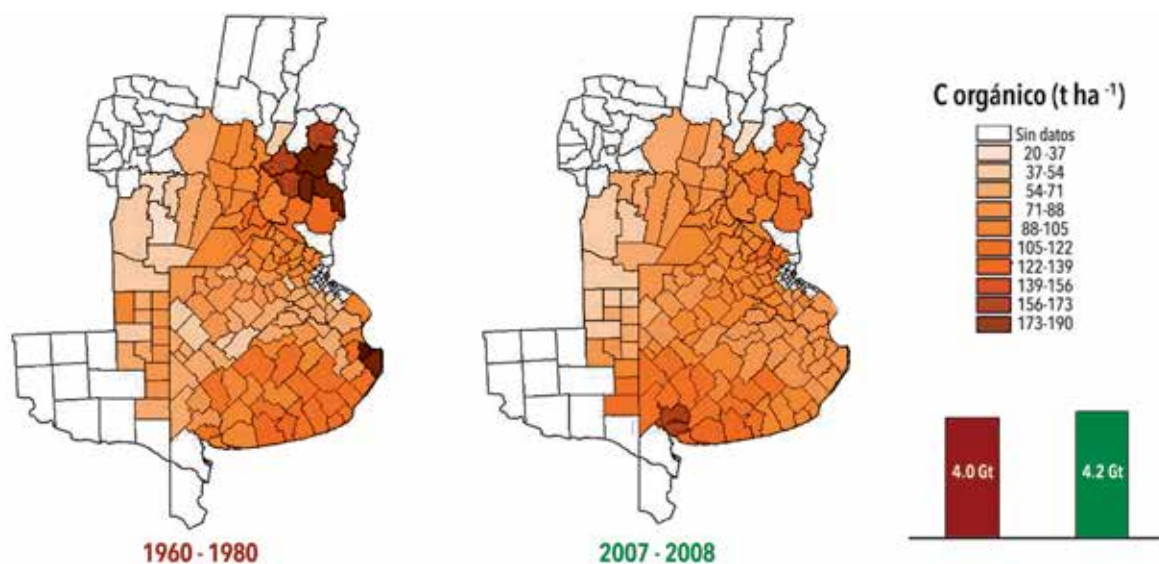 C orgánico (t ha -1)
Sin datos
20 -37
37-54
54-71
71-88
88-105
105-122
122-139
139-156
156-173
173-190
4.0 Gt
4.2 Gt
1960 - 1980
2007 - 2008